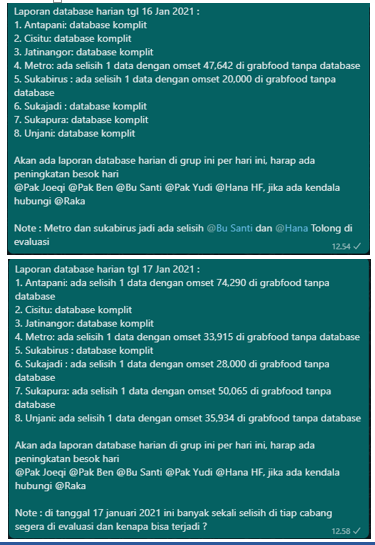 Laporan database harian tgl 16 Jan 2021 :
1. Antapani: database komplit
2. Cisitu: database komplit
3. Jatinangor: database komplit
4. Metro: ada selisih 1 data dengan omset 47,642 di grabfood tanpa database
5. Sukabirus : ada selisih 1 data dengan omset 20,000 di grabfood tanpa
database
6. Sukajadi : database komplit
7. Sukapura: database komplit
8. Unjani: database komplit
Akan ada laporan database harian di grup ini per hari ini, harap ada
peningkatan besok hari
@Pak Joeqi @Pak Ben @Bu Santi @Pak Yudi @Hana HF, jika ada kendala
hubungi @Raka
Note : Metro dan sukabirus jadi ada selisih @Bu Santi dan @Hana Tolong di
evaluasi
12.54
Laporan database harian tgl 17 Jan 2021 :
1. Antapani: ada selisih 1 data dengan omset 74,290 di grabfood tanpa
database
2. Cisitu: database komplit
3. Jatinangor: database komplit
4. Metro: ada selisih 1 data dengan omset 33,915 di grabfood tanpa database
5. Sukabirus : database komplit
6. Sukajadi : ada selisih 1 data dengan omset 28,000 di grabfood tanpa
database
7. Sukapura: ada selisih 1 data dengan omset 50,065 di grabfood tanpa
database
8. Unjani: ada selisih 1 data dengan omset 35,934 di grabfood tanpa database
Akan ada laporan database harian di grup ini per hari ini, harap ada
peningkatan besok hari
@Pak Joeqi @Pak Ben @Bu Santi @Pak Yudi @Hana HF, jika ada kendala
hubungi @Raka
Note : di tanggal 17 januari 2021 ini banyak sekali selisih di tiap cabang
segera di evaluasi dan kenapa bisa terjadi ?
12.58